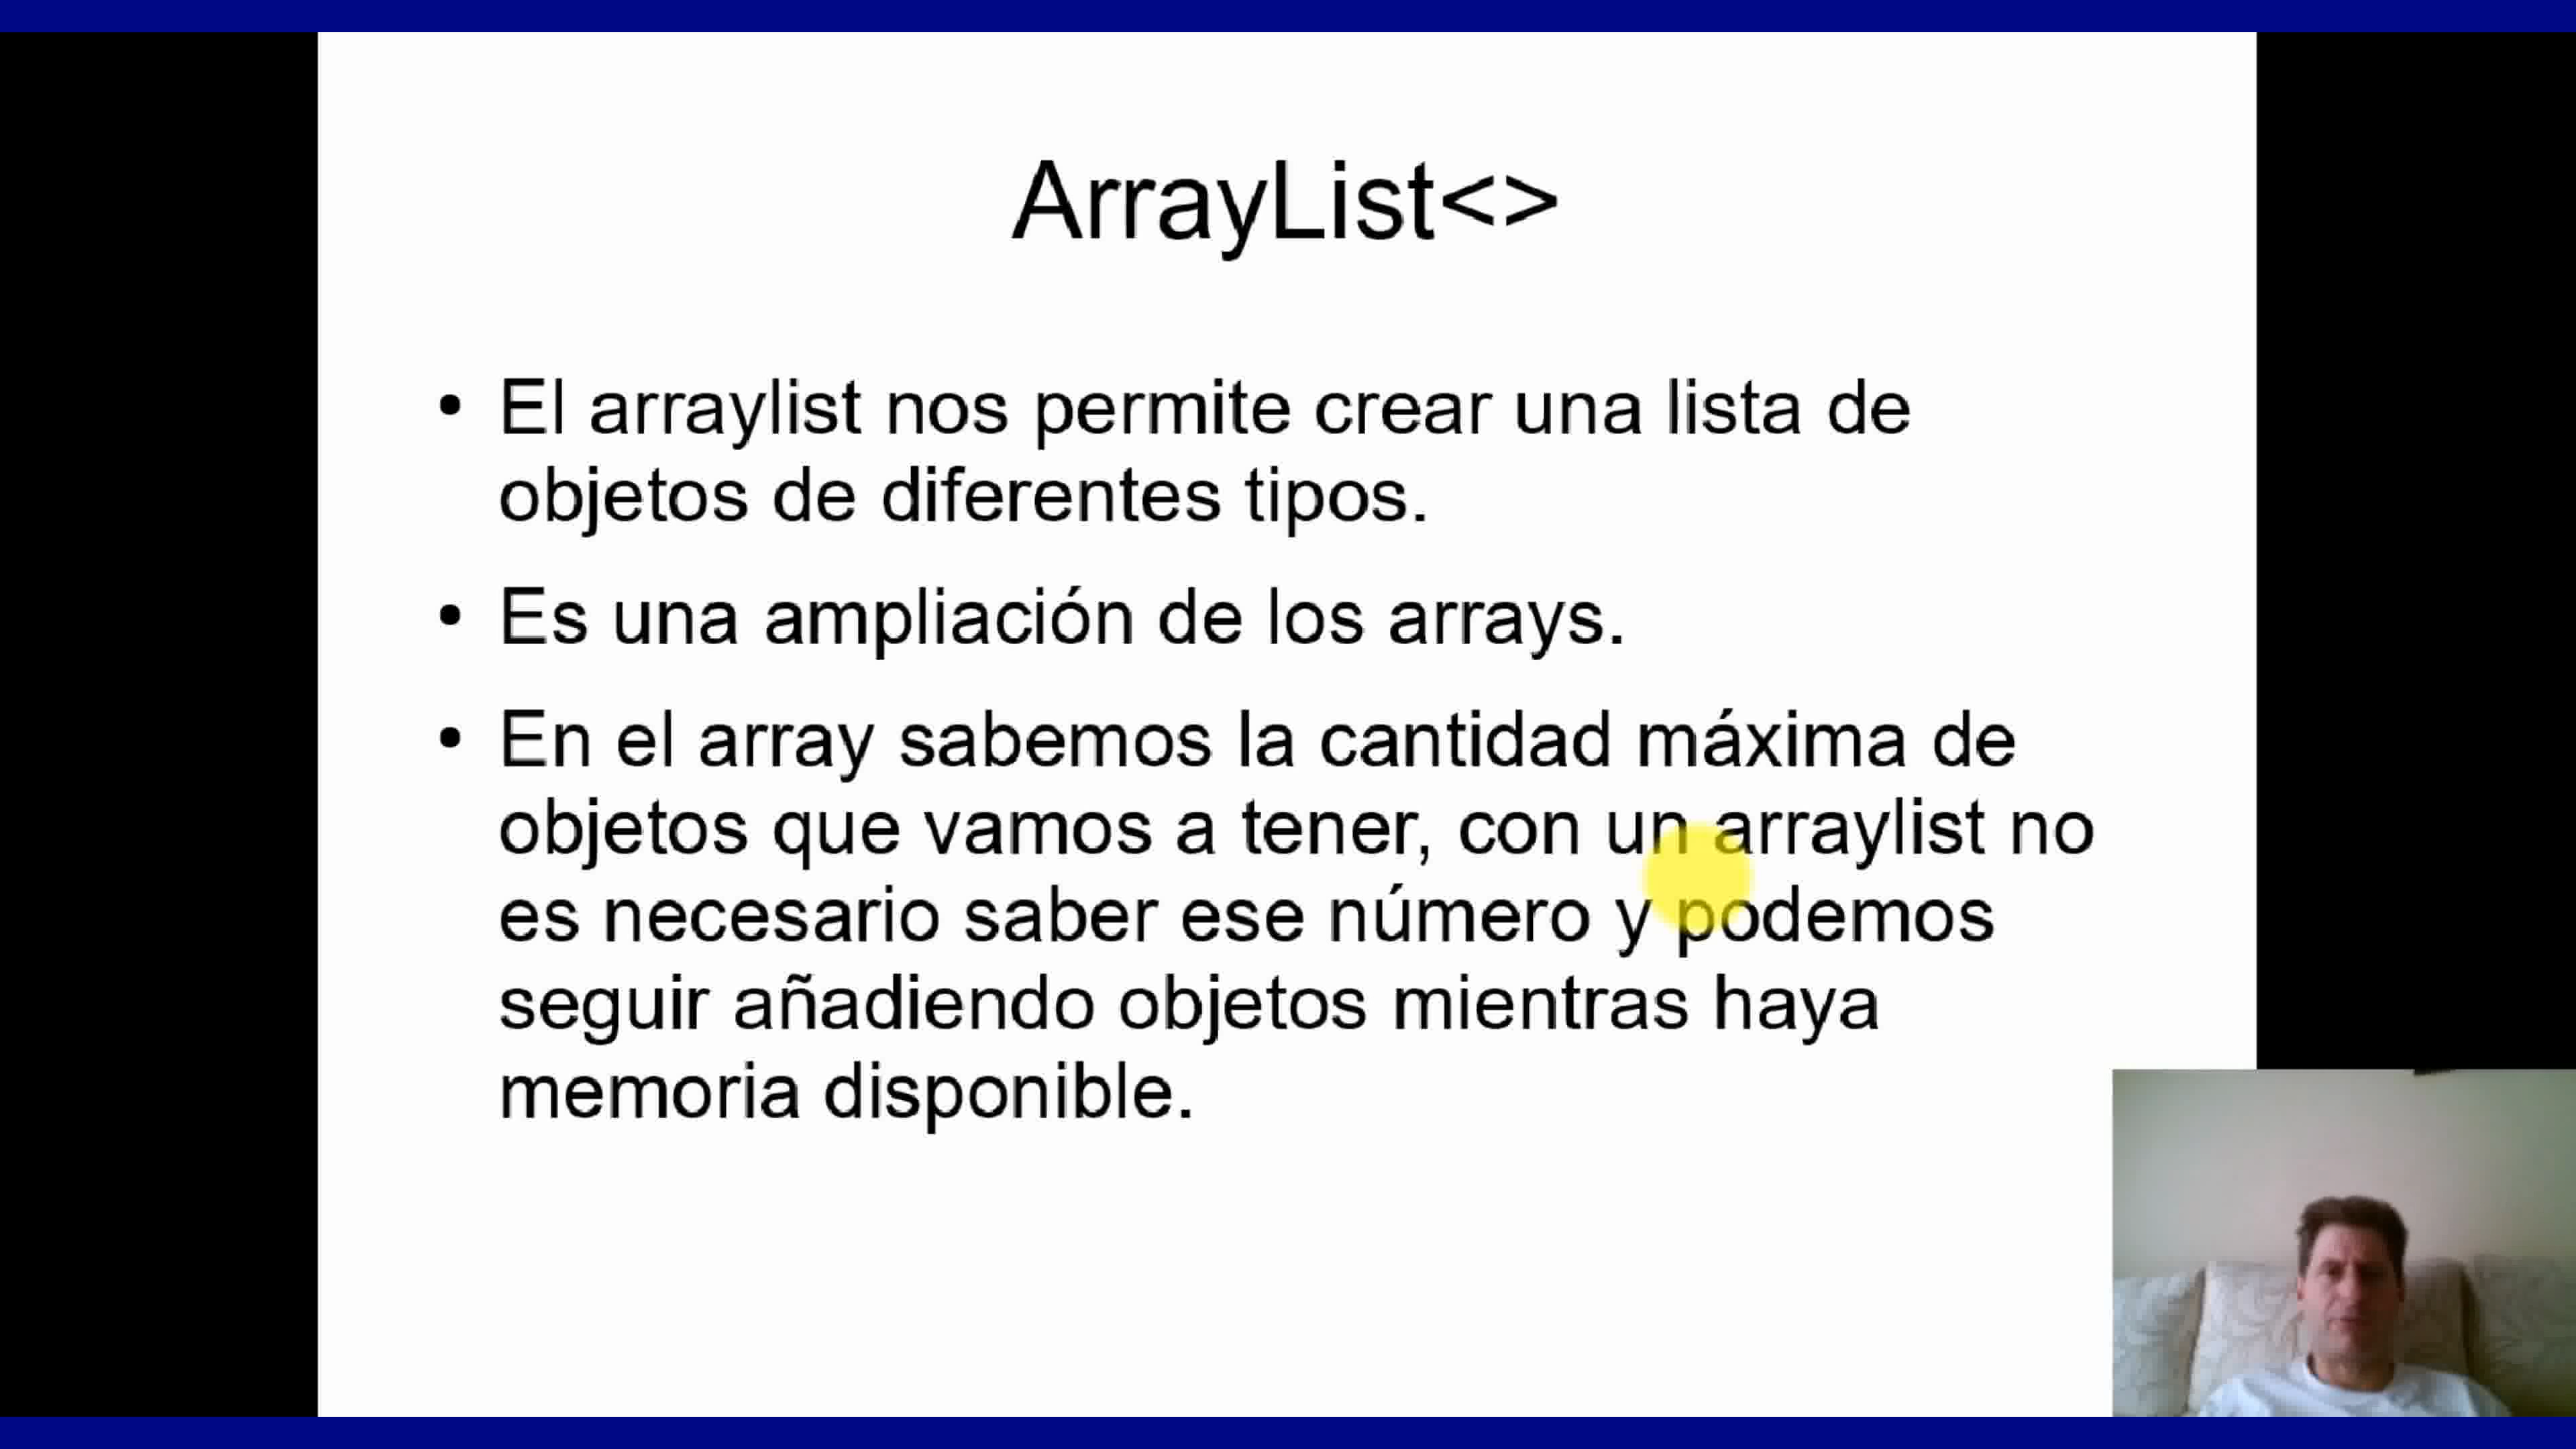 ArrayList<>
• El arraylist nos permite crear una lista de
objetos de diferentes tipos.
• Es una ampliación de los arrays.
• En el array sabemos la cantidad máxima de
objetos que vamos a tener, con un arraylist no
es necesario saber ese número y podemos
seguir añadiendo objetos mientras haya
memoria disponible.